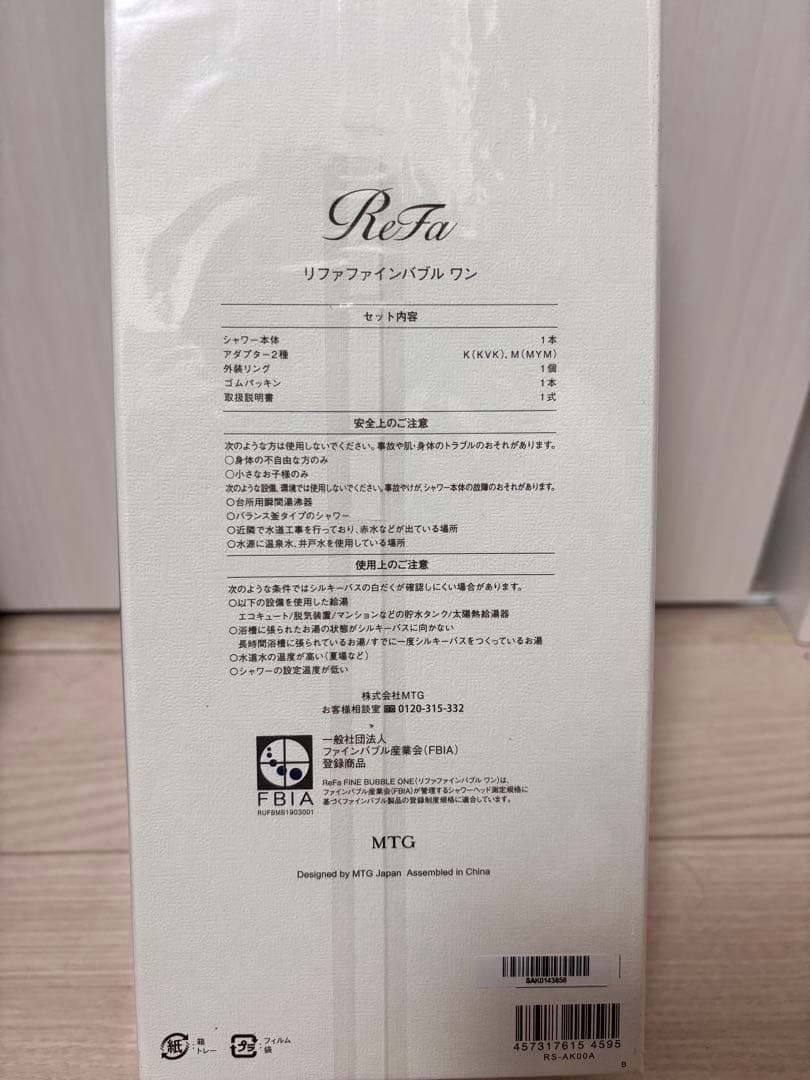 ReFa
リファファインバブル ワン
セット内容
シャワー本体 1本
アダプター2種 K(KVK)、M(MYM)
外装リング 1個
ゴムパッキン 1本
取扱説明書 1式
安全上のご注意
次のような方は使用しないでください。事故や肌・身体のトラブルのおそれがあります。
○身体の不自由な方のみ
○小さなお子様のみ
次のような設備、環境では使用しないでください。事故やけが、シャワー本体の故障のおそれがあります。
○台所用瞬間湯沸器
○バランス釜タイプのシャワー
○近隣で水道工事を行っており、赤水などが出ている場所
○水源に温泉水、井戸水を使用している場所
使用上のご注意
次のような条件ではシルキーバスの白だくが確認しにくい場合があります。
○以下の設備を使用した給湯
エコキュート/脱気装置/マンションなどの貯水タンク/太陽熱給湯器
○浴槽に張られたお湯の状態がシルキーバスに向かない
長時間浴槽に張られているお湯/すでに一度シルキーバスをつくっているお湯
○水道水の温度が高い(夏場など)
○シャワーの設定温度が低い
株式会社MTG
お客様相談室 0120-315-332
一般社団法人
ファインバブル産業会(FBIA)
登録商品
FBIA
RUFBMB1903001
ReFa FINE BUBBLE ONE(リファファインバブル ワン)は、
ファインバブル産業会(FBIA)が管理するシャワーヘッド測定規格に
基づくファインバブル製品の登録制度規格に適合しています。
MTG
Designed by MTG Japan Assembled in China
SAK0143856
457317615 4595
RS-AK00A
B
紙 : 箱 トレー
プラ : フィルム 袋